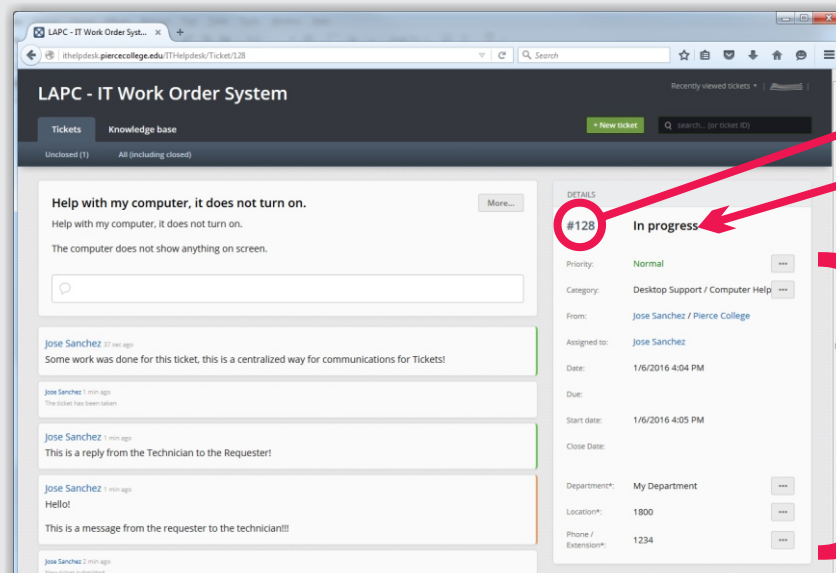 LAPC - IT Work Order Syst...
ithelpdesk.piercecollege.edu/ITHelpdesk/Ticket/128
Search
LAPC - IT Work Order System
Recently viewed tickets
Tickets
Knowledge base
+ New ticket
search... (or ticket ID)
Unclosed (1)
All (including closed)
Help with my computer, it does not turn on.
More...
Help with my computer, it does not turn on.
The computer does not show anything on screen.
Jose Sanchez 37 sec ago
Some work was done for this ticket, this is a centralized way for communications for Tickets!
Jose Sanchez 1 min ago
The ticket has been taken
Jose Sanchez 1 min ago
This is a reply from the Technician to the Requester!
Jose Sanchez 1 min ago
Hello!
This is a message from the requester to the technician!!!
Jose Sanchez 2 min ago
New ticket submitted
DETAILS
#128 In progress
Priority: Normal
Category: Desktop Support / Computer Help
From: Jose Sanchez / Pierce College
Assigned to: Jose Sanchez
Date: 1/6/2016 4:04 PM
Due:
Start date: 1/6/2016 4:05 PM
Close Date:
Department*: My Department
Location*: 1800
Phone /
Extension*: 1234